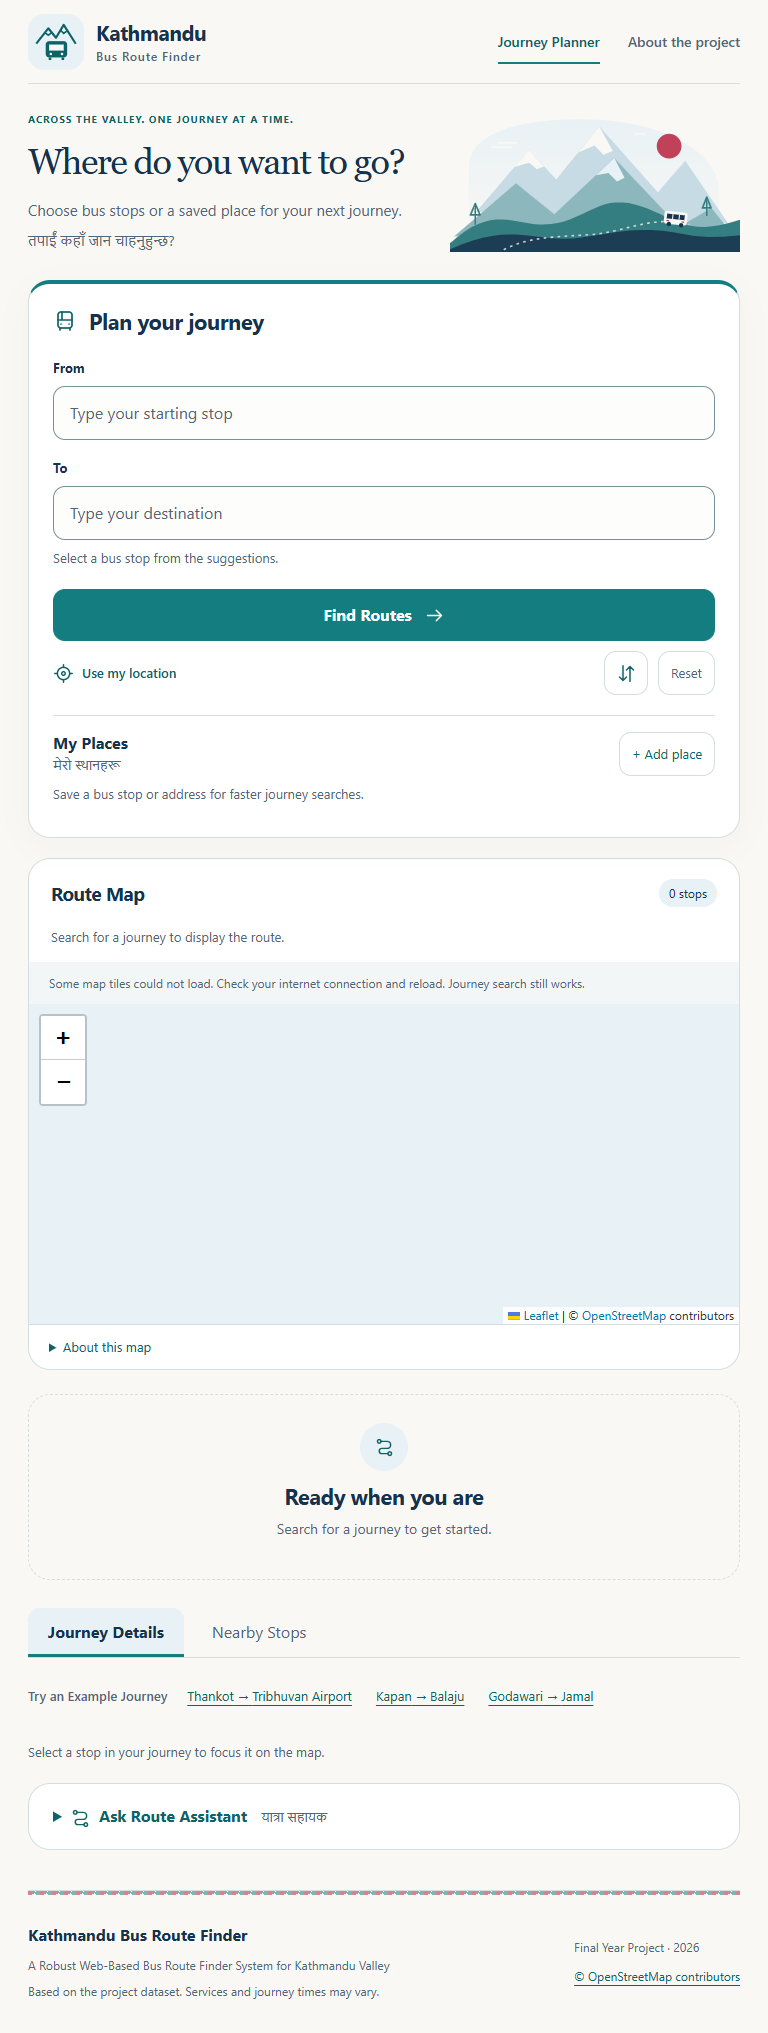 Kathmandu
Bus Route Finder
Journey Planner
About the project
ACROSS THE VALLEY. ONE JOURNEY AT A TIME.
Where do you want to go?
Choose bus stops or a saved place for your next journey.
तपाईं कहाँ जान चाहनुहुन्छ?
Plan your journey
From
Type your starting stop
To
Type your destination
Select a bus stop from the suggestions.
Find Routes →
Use my location
Reset
My Places
मेरो स्थानहरू
+ Add place
Save a bus stop or address for faster journey searches.
Route Map
0 stops
Search for a journey to display the route.
Some map tiles could not load. Check your internet connection and reload. Journey search still works.
+
−
Leaflet | © OpenStreetMap contributors
About this map
Ready when you are
Search for a journey to get started.
Journey Details
Nearby Stops
Try an Example Journey Thankot → Tribhuvan Airport Kapan → Balaju Godawari → Jamal
Select a stop in your journey to focus it on the map.
Ask Route Assistant यात्रा सहायक
Kathmandu Bus Route Finder
A Robust Web-Based Bus Route Finder System for Kathmandu Valley
Based on the project dataset. Services and journey times may vary.
Final Year Project · 2026
© OpenStreetMap contributors